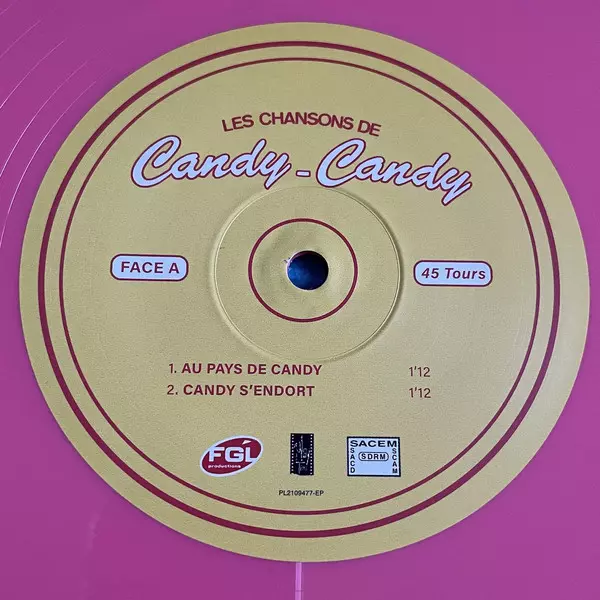 LES CHANSONS DE
Candy-Candy
FACE A
45 Tours
1. AU PAYS DE CANDY 1'12
2. CANDY S'ENDORT 1'12
FGL
productions
SACEM
SACD
SDRM
SCAM
PL2109477-EP